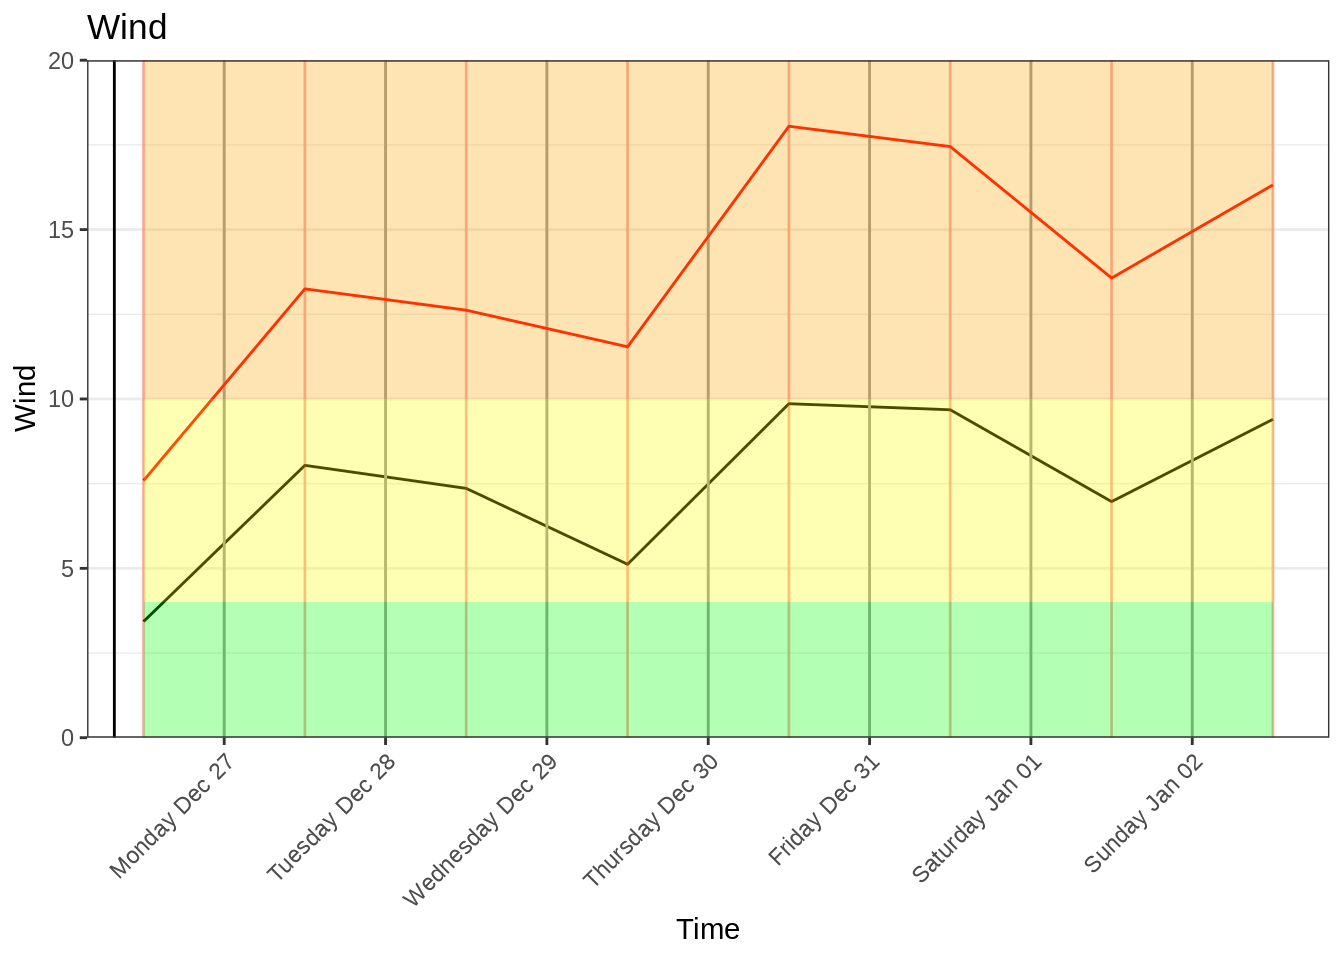 Wind
20
15
10
5
0
Wind
Monday Dec 27
Tuesday Dec 28
Wednesday Dec 29
Thursday Dec 30
Friday Dec 31
Saturday Jan 01
Sunday Jan 02
Time